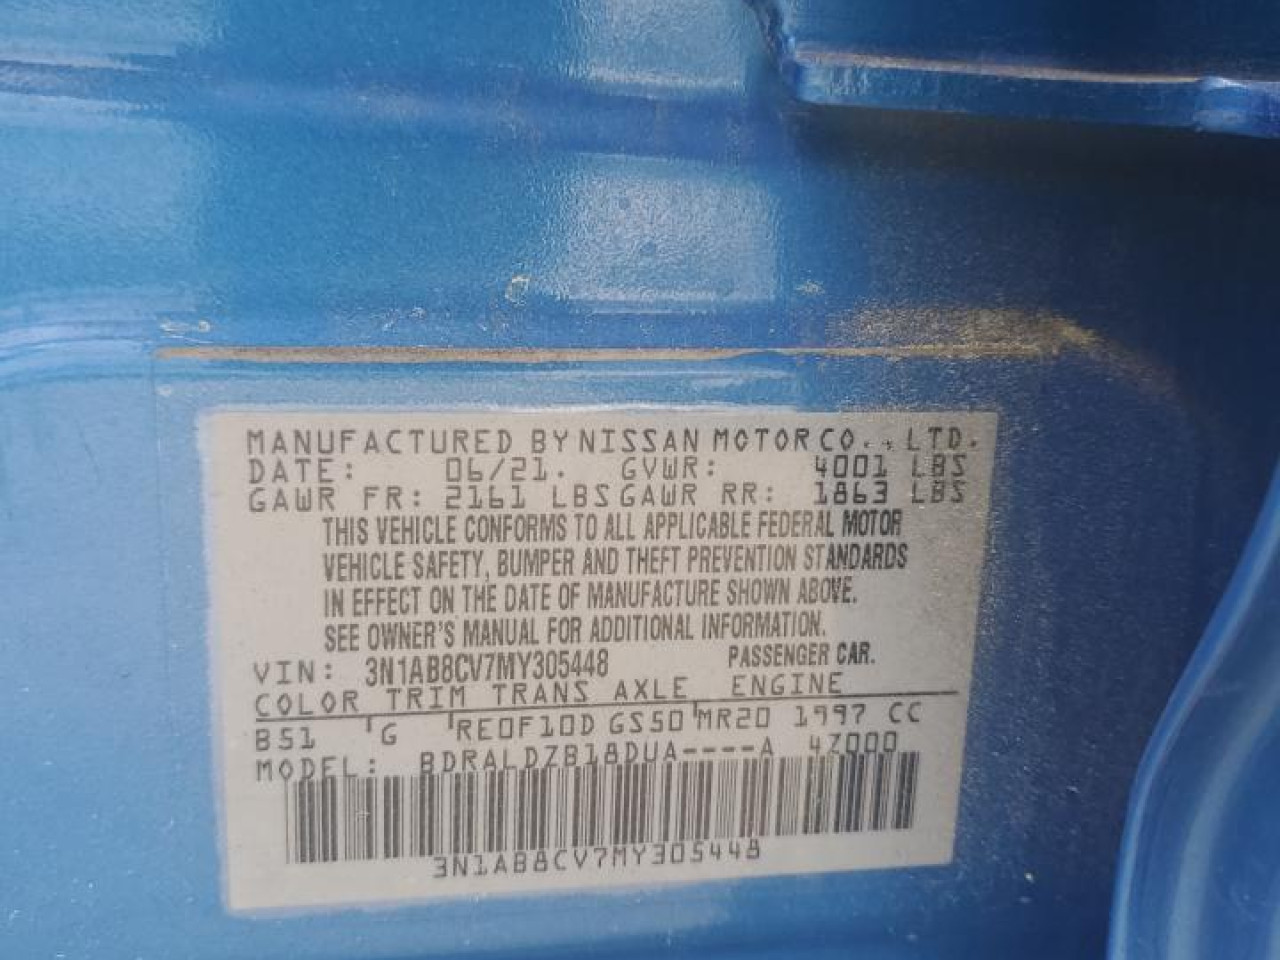 MANUFACTURED BY NISSAN MOTOR CO., LTD.
DATE: 06/21. GVWR: 4001 LBS
GAWR FR: 2161 LBS GAWR RR: 1863 LBS
THIS VEHICLE CONFORMS TO ALL APPLICABLE FEDERAL MOTOR
VEHICLE SAFETY, BUMPER AND THEFT PREVENTION STANDARDS
IN EFFECT ON THE DATE OF MANUFACTURE SHOWN ABOVE.
SEE OWNER'S MANUAL FOR ADDITIONAL INFORMATION.
VIN: 3N1AB8CV7MY305448 PASSENGER CAR.
COLOR TRIM TRANS AXLE ENGINE
B51 G RE0F10D GS50 MR20 1997 CC
MODEL: BDRALDZB18DUA----A 4Z000
3N1AB8CV7MY305448